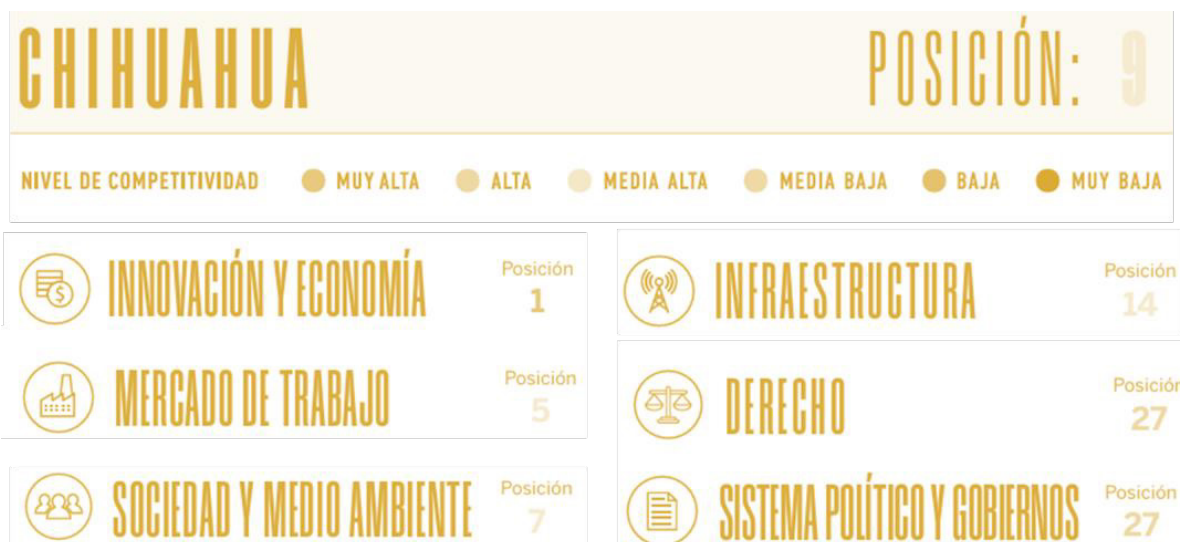 CHIHUAHUA
POSICIÓN: 9
NIVEL DE COMPETITIVIDAD MUY ALTA ALTA MEDIA ALTA MEDIA BAJA BAJA MUY BAJA
INNOVACIÓN Y ECONOMÍA
Posición
1
MERCADO DE TRABAJO
Posición
5
SOCIEDAD Y MEDIO AMBIENTE
Posición
7
INFRAESTRUCTURA
Posición
14
DERECHO
Posición
27
SISTEMA POLÍTICO Y GOBIERNOS
Posición
27